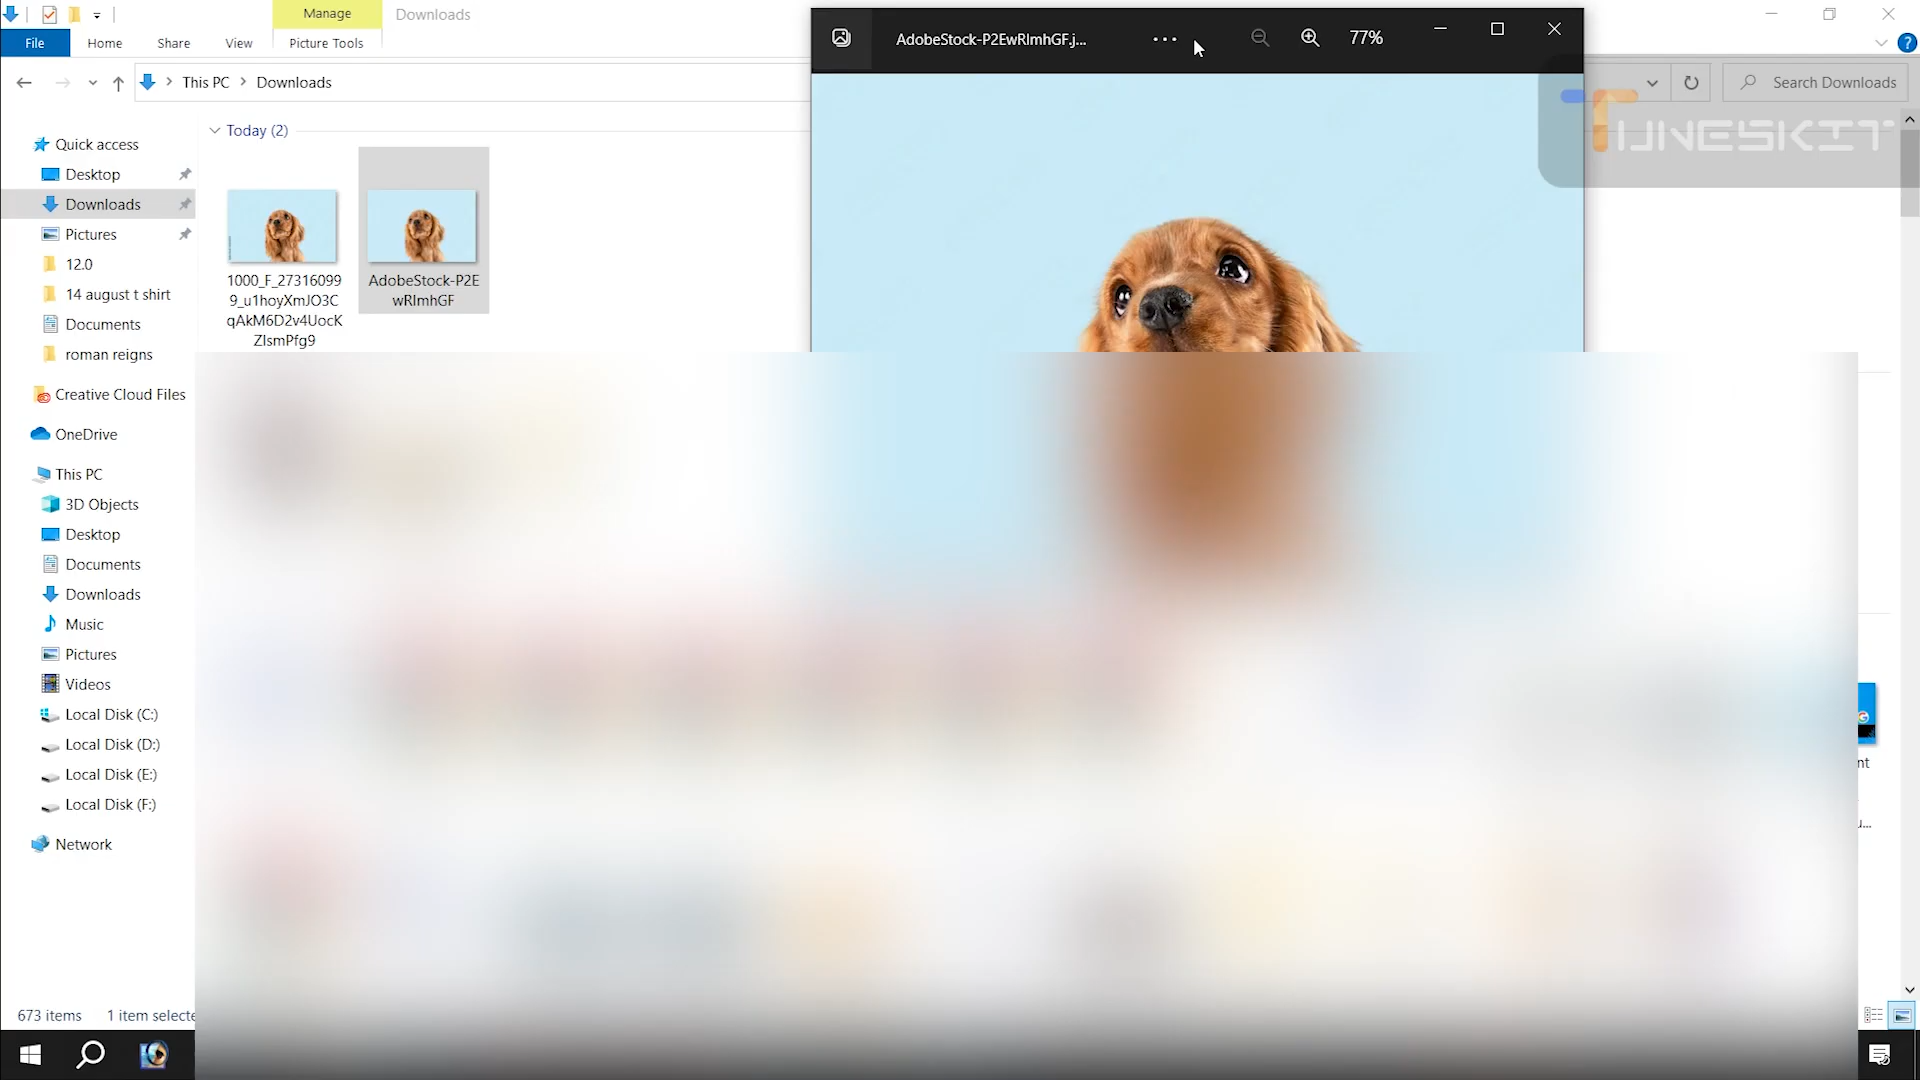 Manage
Downloads
File
Home
Share
View
Picture Tools
This PC
Downloads
Search Downloads
AdobeStock-P2EwRlmhGF.j...
77%
TUNESKIT
Today (2)
1000_F_27316099
9_u1hoyXmJO3C
qAkM6D2v4UocK
ZIsmPfg9
AdobeStock-P2E
wRlmhGF
Quick access
Desktop
Downloads
Pictures
12.0
14 august t shirt
Documents
roman reigns
Creative Cloud Files
OneDrive
This PC
3D Objects
Desktop
Documents
Downloads
Music
Pictures
Videos
Local Disk (C:)
Local Disk (D:)
Local Disk (E:)
Local Disk (F:)
Network
673 items
1 item selecte